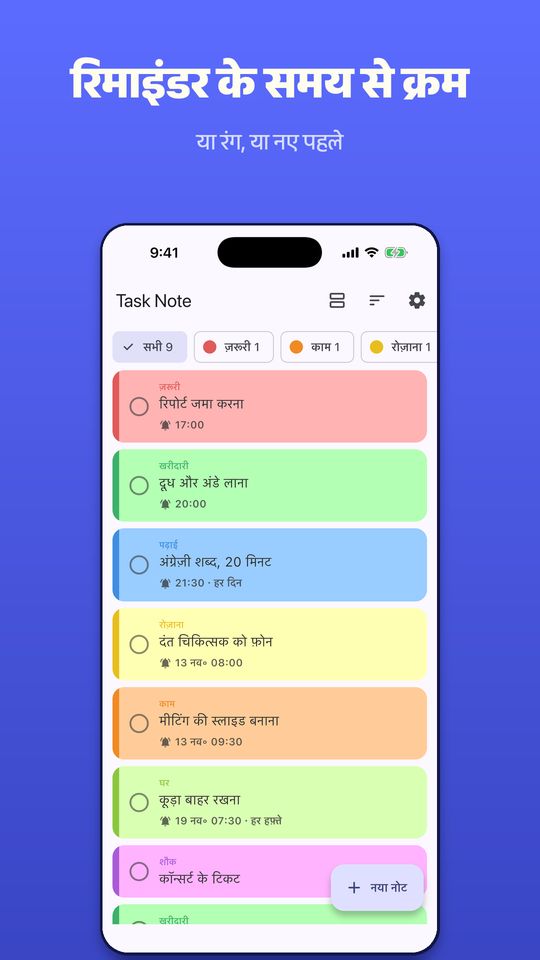 रिमाइंडर के समय से क्रम
या रंग, या नए पहले
9:41
Task Note
सभी 9
ज़रूरी 1
काम 1
रोज़ाना 1
ज़रूरी
रिपोर्ट जमा करना
17:00
खरीदारी
दूध और अंडे लाना
20:00
पढ़ाई
अंग्रेज़ी शब्द, 20 मिनट
21:30 · हर दिन
रोज़ाना
दंत चिकित्सक को फ़ोन
13 नव॰ 08:00
काम
मीटिंग की स्लाइड बनाना
13 नव॰ 09:30
घर
कूड़ा बाहर रखना
19 नव॰ 07:30 · हर हफ़्ते
शौक
कॉन्सर्ट के टिकट
+ नया नोट
खरीदारी